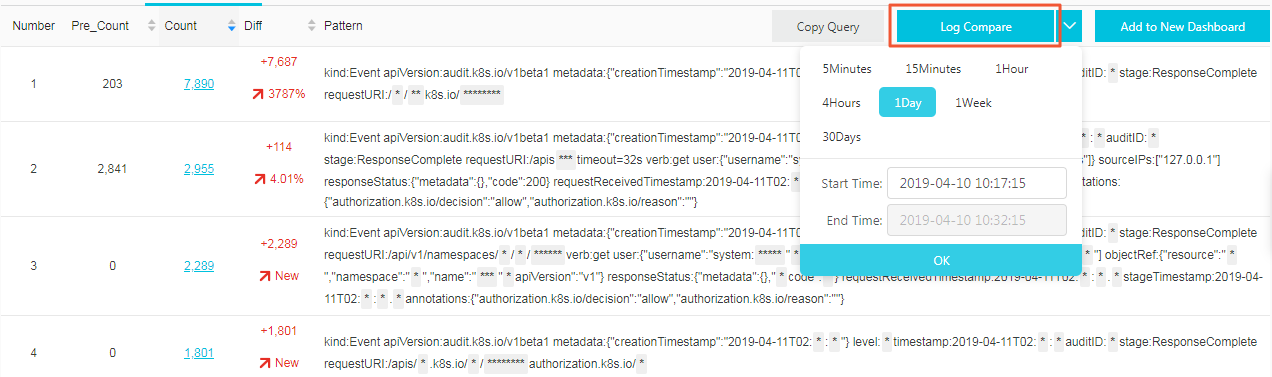 Number Pre_Count Count Diff Pattern Copy Query Log Compare Add to New Dashboard
5Minutes 15Minutes 1Hour
4Hours 1Day 1Week
30Days
Start Time: 2019-04-10 10:17:15
End Time: 2019-04-10 10:32:15
OK
1 203 7,890 +7,687
3787%
kind:Event apiVersion:audit.k8s.io/v1beta1 metadata:{"creationTimestamp":"2019-04-11T02 auditID: * stage:ResponseComplete
requestURI:/ * / ** k8s.io/ ********
2 2,841 2,955 +114
4.01%
kind:Event apiVersion:audit.k8s.io/v1beta1 metadata:{"creationTimestamp":"2019-04-11T02 * : * auditID: *
stage:ResponseComplete requestURI:/apis *** timeout=32s verb:get user:{"username":"sy s"]} sourceIPs:["127.0.0.1"]
responseStatus:{"metadata":{},"code":200} requestReceivedTimestamp:2019-04-11T02: * tations:
{"authorization.k8s.io/decision":"allow","authorization.k8s.io/reason":""}
3 0 2,289 +2,289
New
kind:Event apiVersion:audit.k8s.io/v1beta1 metadata:{"creationTimestamp":"2019-04-11T02 stage:ResponseComplete
requestURI:/api/v1/namespaces/ * / * / ****** verb:get user:{"username":"system: ***** " * * "] objectRef:{"resource":" *
","namespace":" * ","name":" *** " * apiVersion":"v1"} responseStatus:{"metadata":{}," * code * } requestReceivedTimestamp:2019-04-11T02: * : * . * stageTimestamp:2019-04-
11T02: * : * . * annotations:{"authorization.k8s.io/decision":"allow","authorization.k8s.io/reason":""}
4 0 1,801 +1,801
New
kind:Event apiVersion:audit.k8s.io/v1beta1 metadata:{"creationTimestamp":"2019-04-11T02: * : * "} level: * timestamp:2019-04-11T02: * : * auditID: * stage:ResponseComplete
requestURI:/apis/ * .k8s.io/ * / ******** authorization.k8s.io/ *